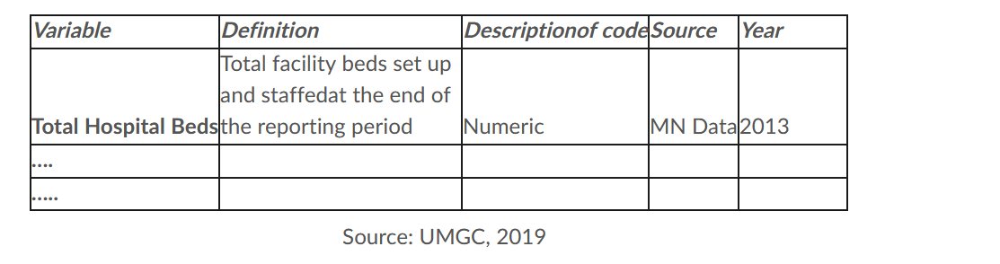 Variable Definition Descriptionof code Source Year
Total facility beds set up
and staffedat the end of
Total Hospital Beds the reporting period Numeric MN Data 2013
....
.....
Source: UMGC, 2019